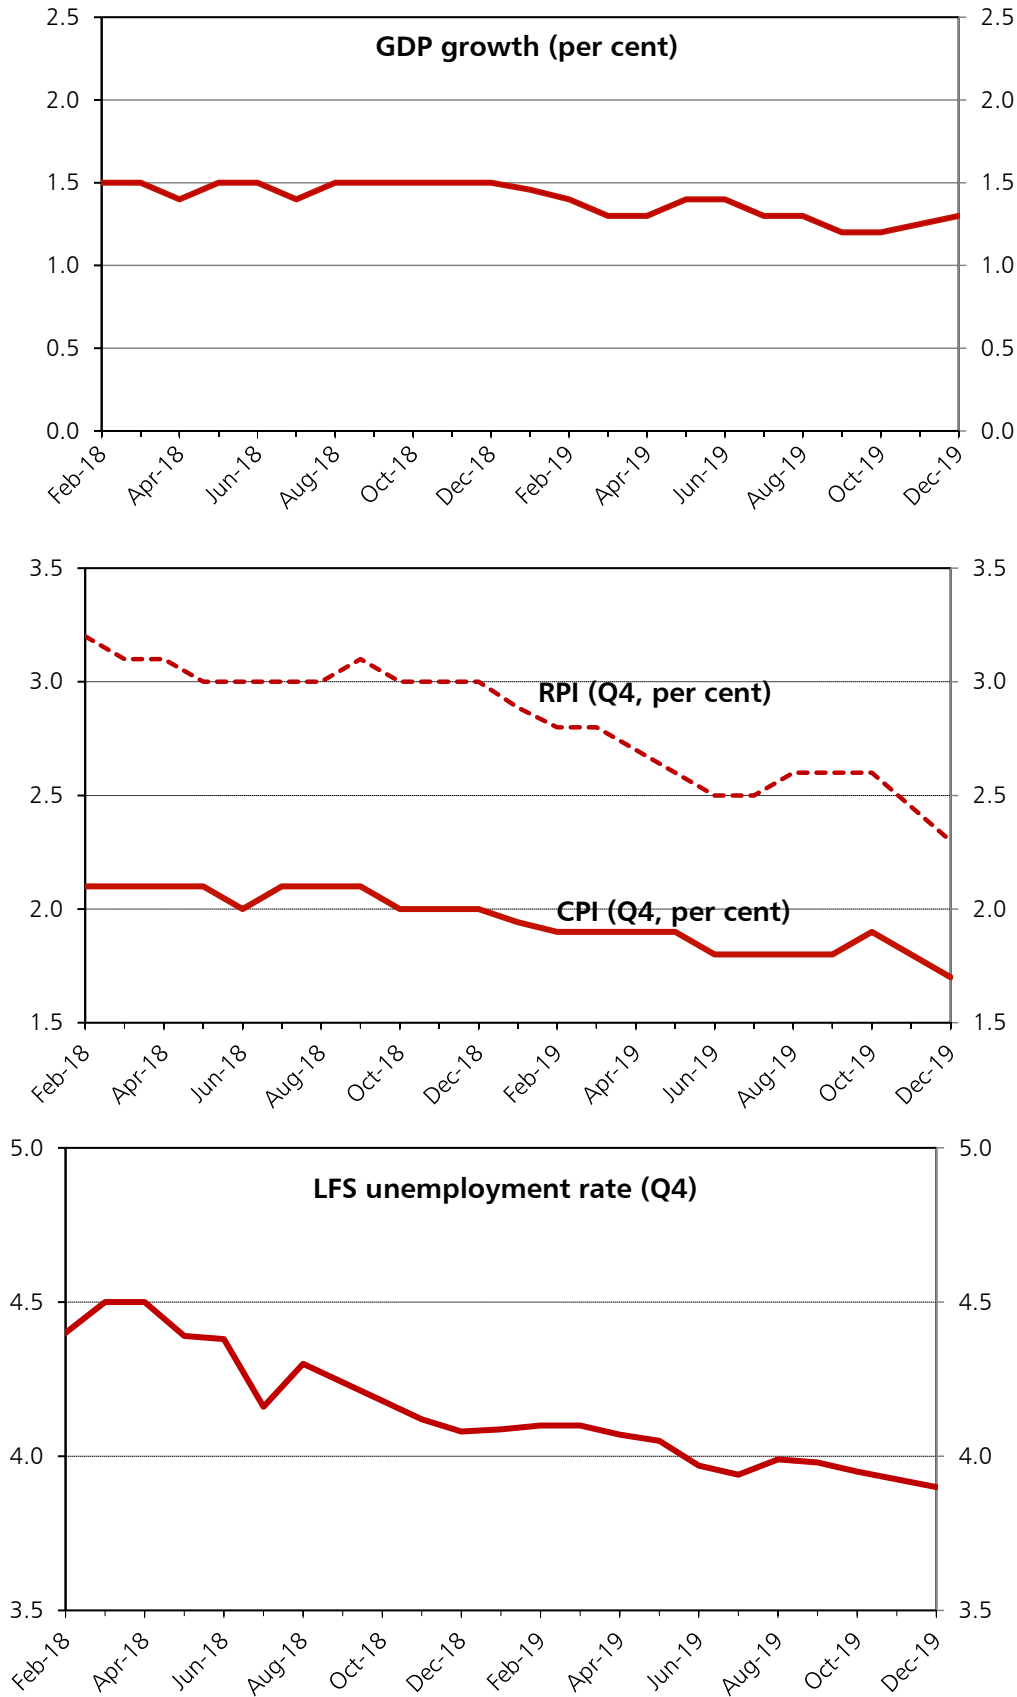 GDP growth (per cent)
2.5 2.5
2.0 2.0
1.5 1.5
1.0 1.0
0.5 0.5
0.0 0.0
Feb-18 Apr-18 Jun-18 Aug-18 Oct-18 Dec-18 Feb-19 Apr-19 Jun-19 Aug-19 Oct-19 Dec-19
3.5 3.5
3.0 RPI (Q4, per cent) 3.0
2.5 2.5
2.0 CPI (Q4, per cent) 2.0
1.5 1.5
Feb-18 Apr-18 Jun-18 Aug-18 Oct-18 Dec-18 Feb-19 Apr-19 Jun-19 Aug-19 Oct-19 Dec-19
5.0 5.0
LFS unemployment rate (Q4)
4.5 4.5
4.0 4.0
3.5 3.5
Feb-18 Apr-18 Jun-18 Aug-18 Oct-18 Dec-18 Feb-19 Apr-19 Jun-19 Aug-19 Oct-19 Dec-19